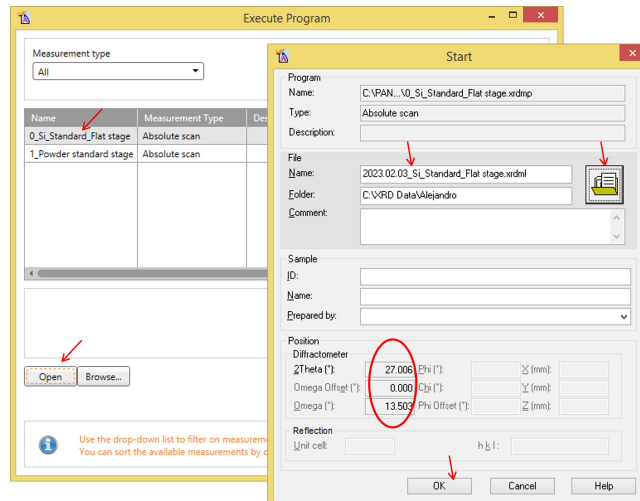 Execute Program
Measurement type
All
Name Measurement Type Des
0_Si_Standard_Flat stage Absolute scan
1_Powder standard stage Absolute scan
Open Browse...
Use the drop-down list to filter on measureme
You can sort the available measurements by c
Start
Program
Name: C:\PAN...\0_Si_Standard_Flat stage.xrdmp
Type: Absolute scan
Description:
File
Name: 2023.02.03_Si_Standard_Flat stage.xrdml
Folder: C:\XRD Data\Alejandro
Comment:
Sample
ID:
Name:
Prepared by:
Position
Diffractometer
2Theta (°): 27.006 Phi (°): X (mm):
Omega Offset (°): 0.000 Chi (°): Y (mm):
Omega (°): 13.503 Phi Offset (°): Z (mm):
Reflection
Unit cell: h k l :
OK Cancel Help